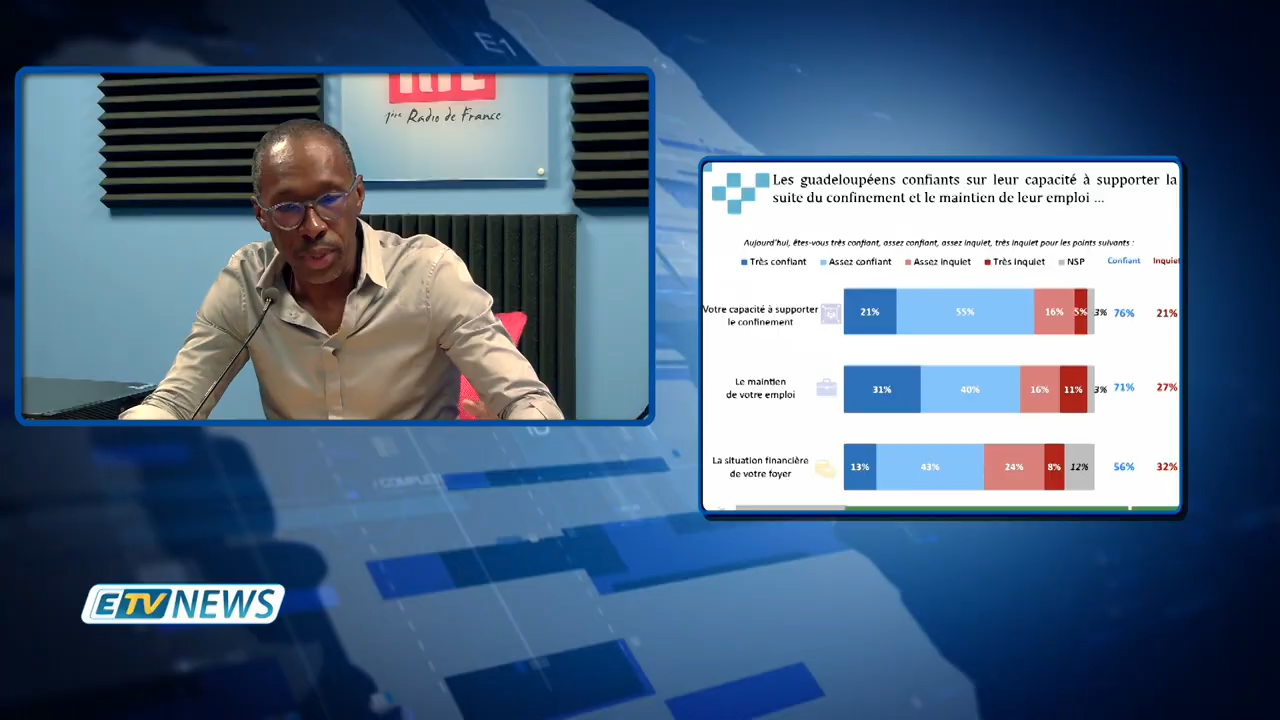 E1
1ère Radio de France
Les guadeloupéens confiants sur leur capacité à supporter la
suite du confinement et le maintien de leur emploi ...
Aujourd'hui, êtes-vous très confiant, assez confiant, assez inquiet, très inquiet pour les points suivants :
Très confiant Assez confiant Assez inquiet Très inquiet NSP Confiant Inquiet
Votre capacité à supporter
le confinement
21% 55% 16% 5% 3% 76% 21%
Le maintien
de votre emploi
31% 40% 16% 11% 3% 71% 27%
La situation financière
de votre foyer
13% 43% 24% 8% 12% 56% 32%
ETV NEWS